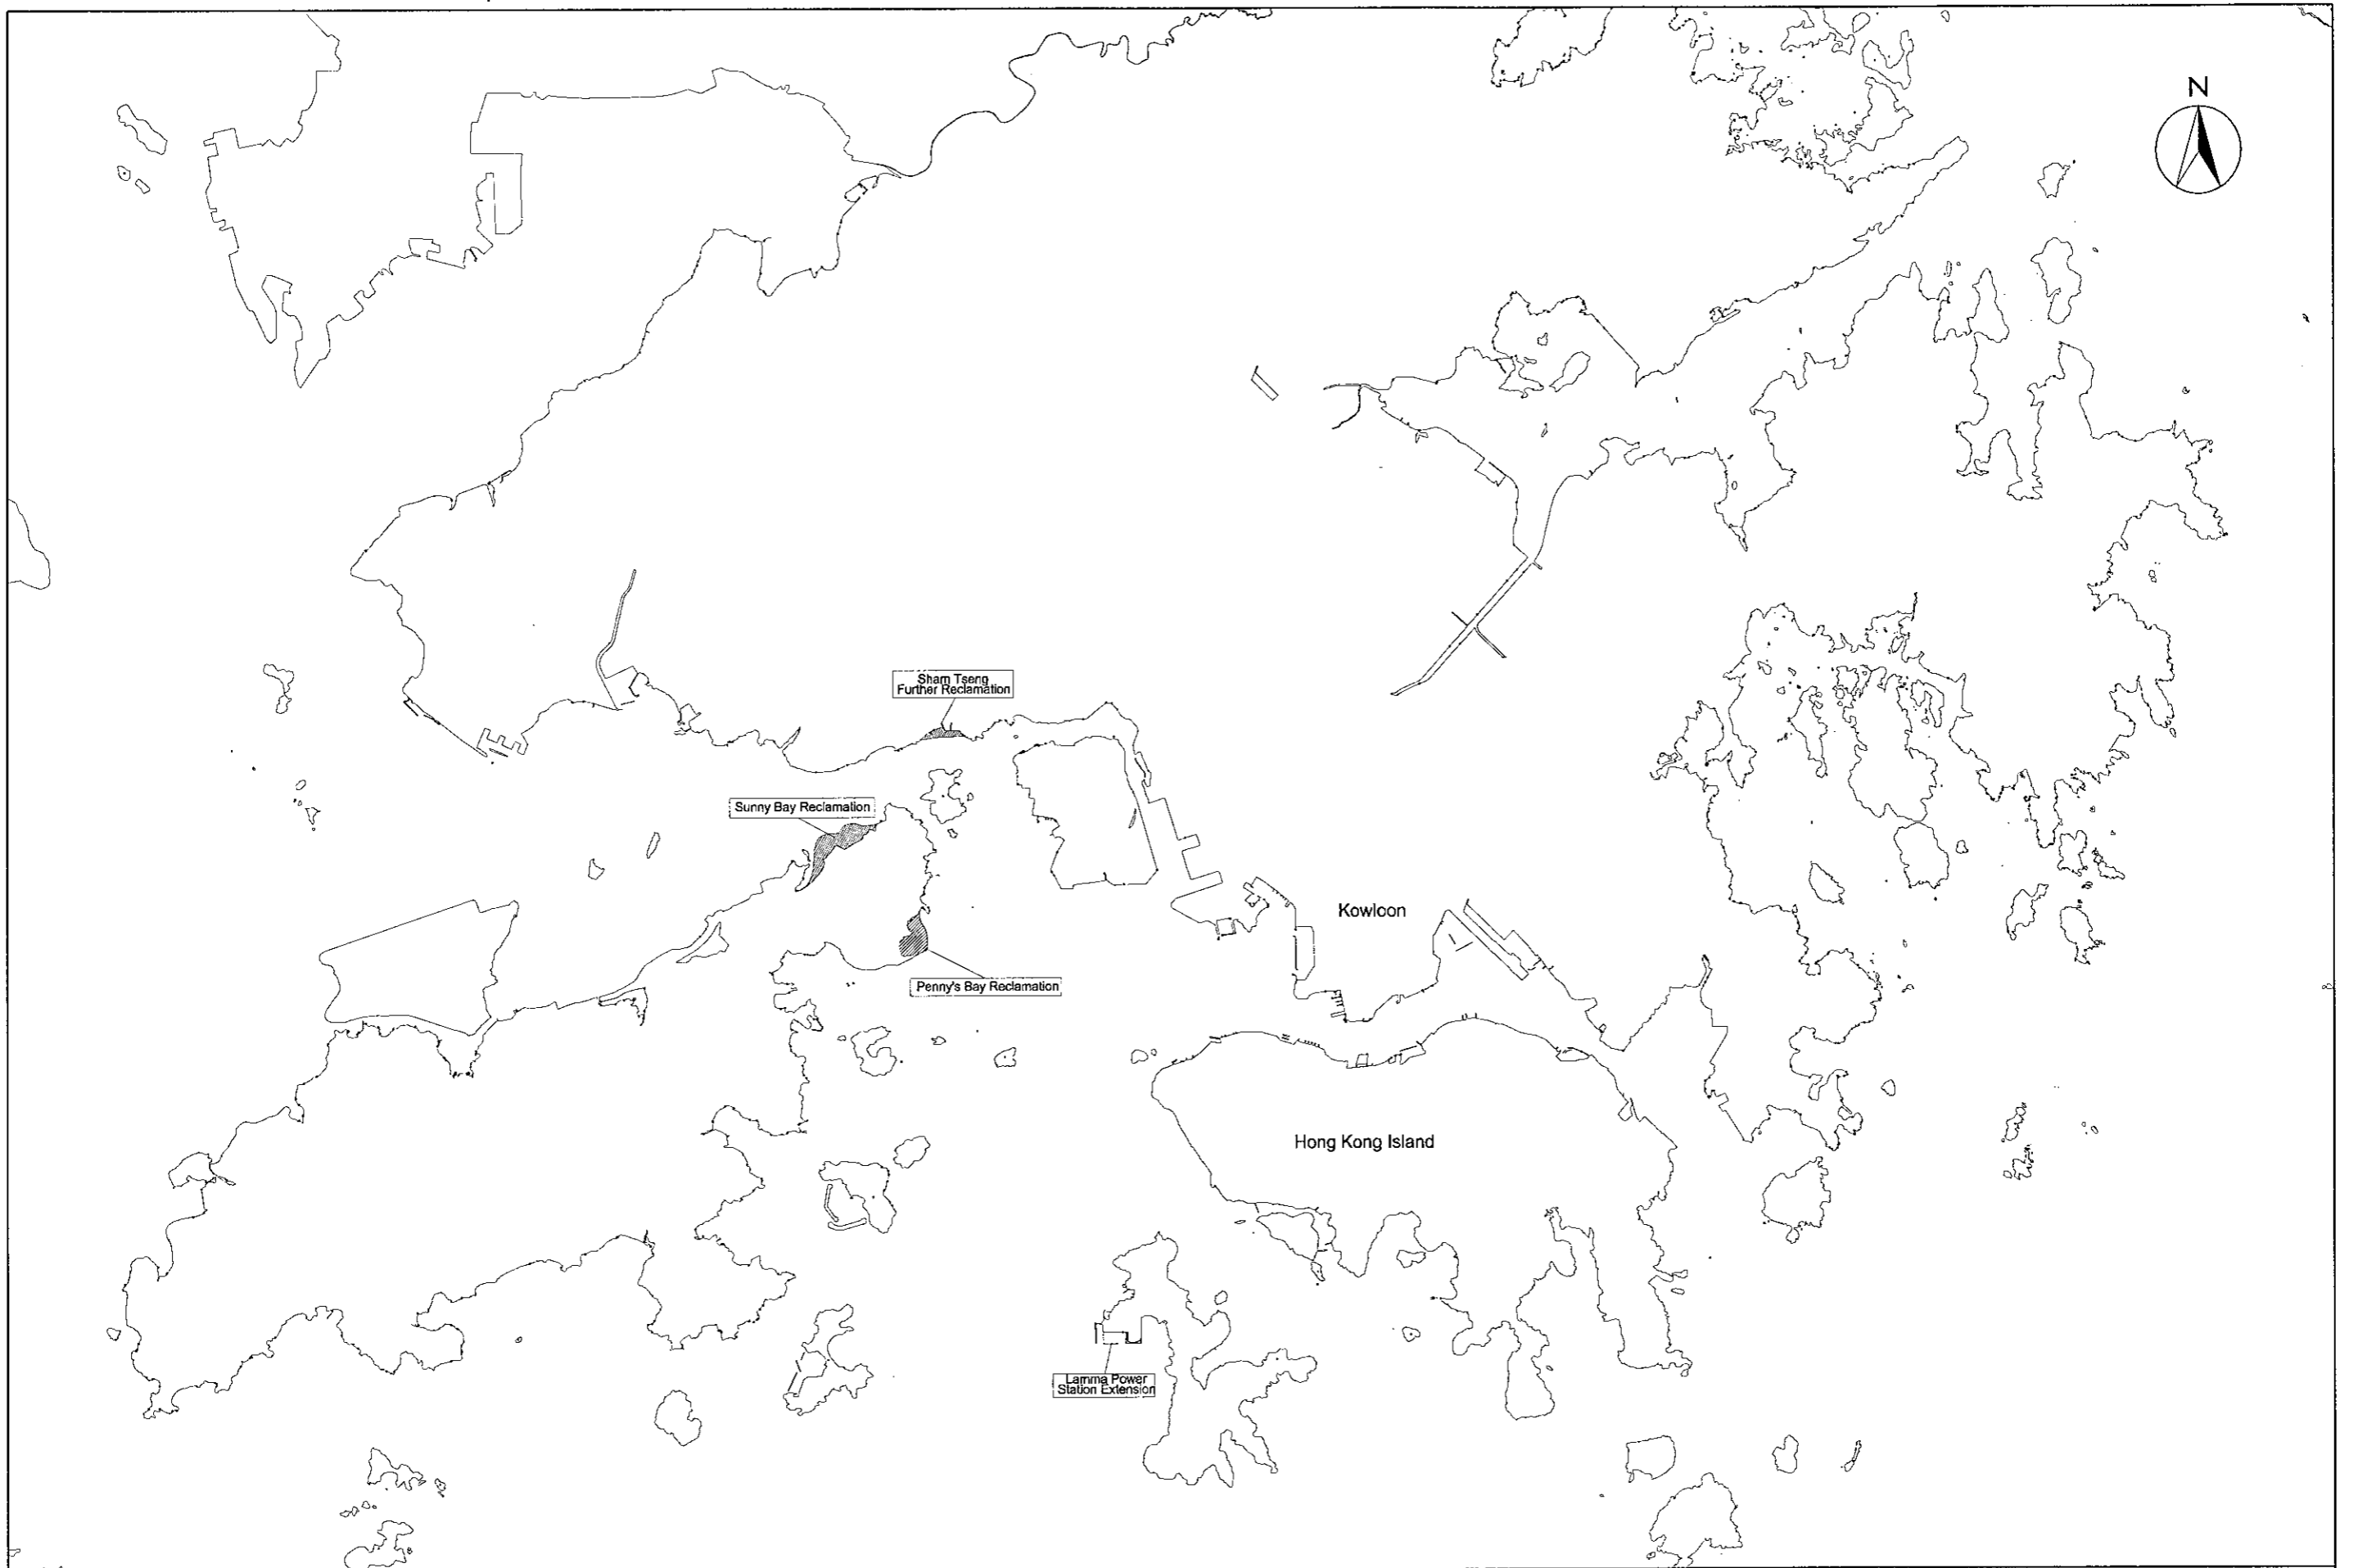 N
Sham Tseng
Further Reclamation
Sunny Bay Reclamation
Kowloon
Penny's Bay Reclamation
Hong Kong Island
Lamma Power
Station Extension